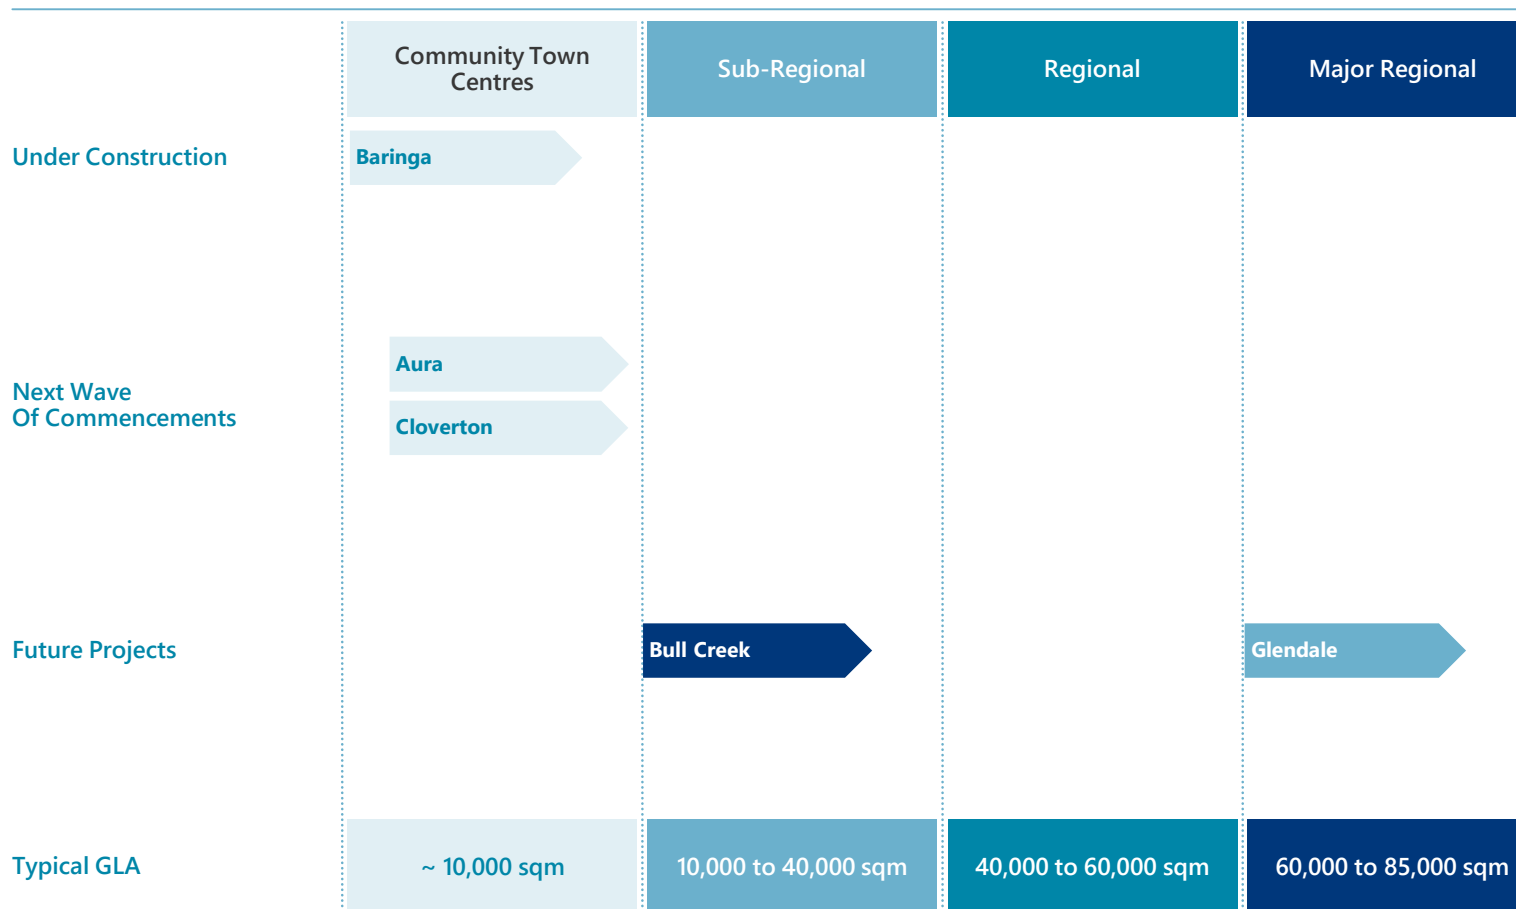 Community Town
Centres
Sub-Regional
Regional
Major Regional
Under Construction
Baringa
Next Wave
Of Commencements
Aura
Cloverton
Future Projects
Bull Creek
Glendale
Typical GLA
~ 10,000 sqm
10,000 to 40,000 sqm
40,000 to 60,000 sqm
60,000 to 85,000 sqm